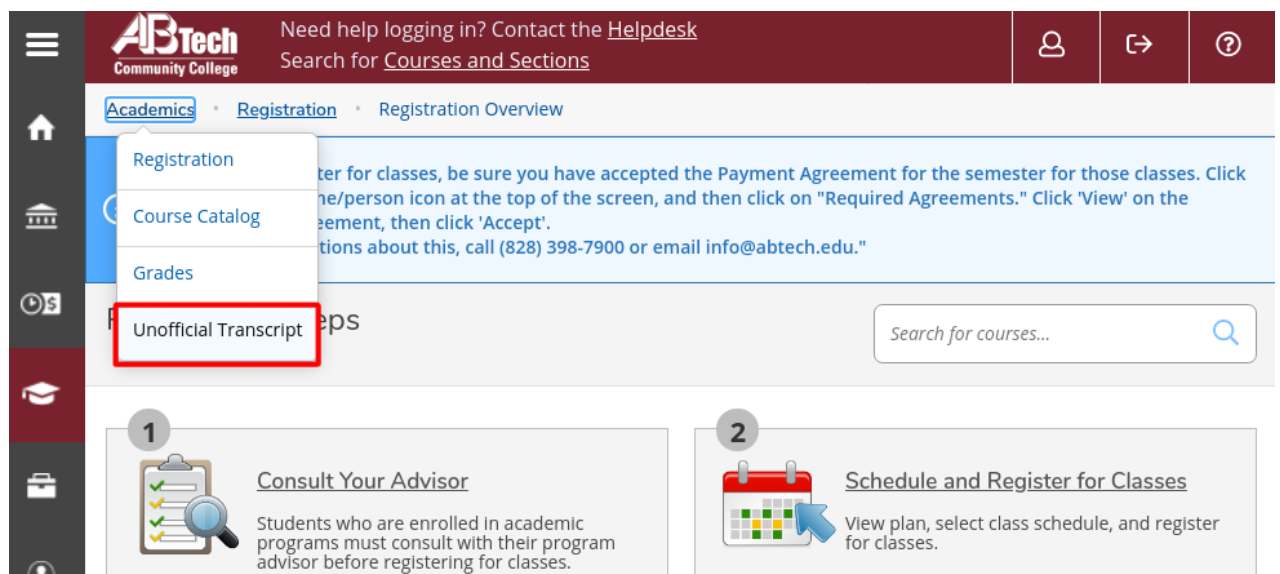 ABTech
Community College
Need help logging in? Contact the Helpdesk
Search for Courses and Sections
Academics • Registration • Registration Overview
Registration
Course Catalog
Grades
Unofficial Transcript
ter for classes, be sure you have accepted the Payment Agreement for the semester for those classes. Click
ne/person icon at the top of the screen, and then click on "Required Agreements." Click 'View' on the
eement, then click 'Accept'.
tions about this, call (828) 398-7900 or email info@abtech.edu."
eps
Search for courses...
1
Consult Your Advisor
Students who are enrolled in academic
programs must consult with their program
advisor before registering for classes.
2
Schedule and Register for Classes
View plan, select class schedule, and register
for classes.